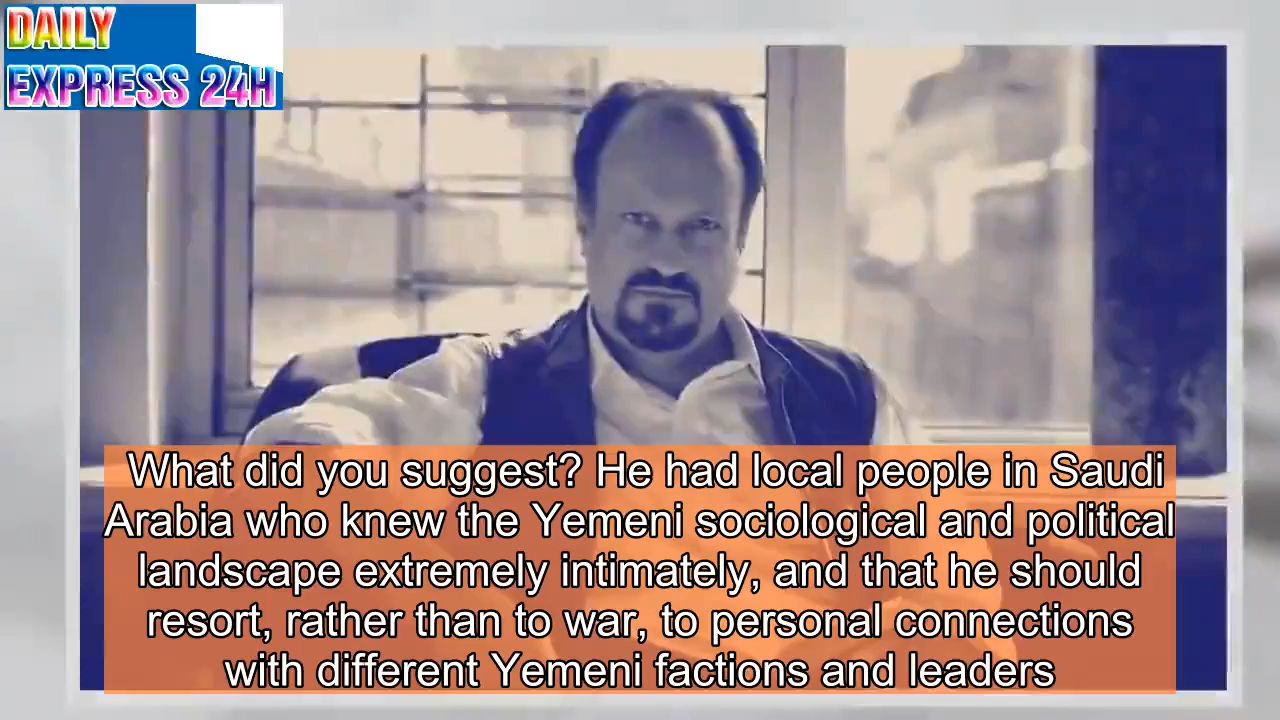 DAILY
EXPRESS 24H
What did you suggest? He had local people in Saudi
Arabia who knew the Yemeni sociological and political
landscape extremely intimately, and that he should
resort, rather than to war, to personal connections
with different Yemeni factions and leaders